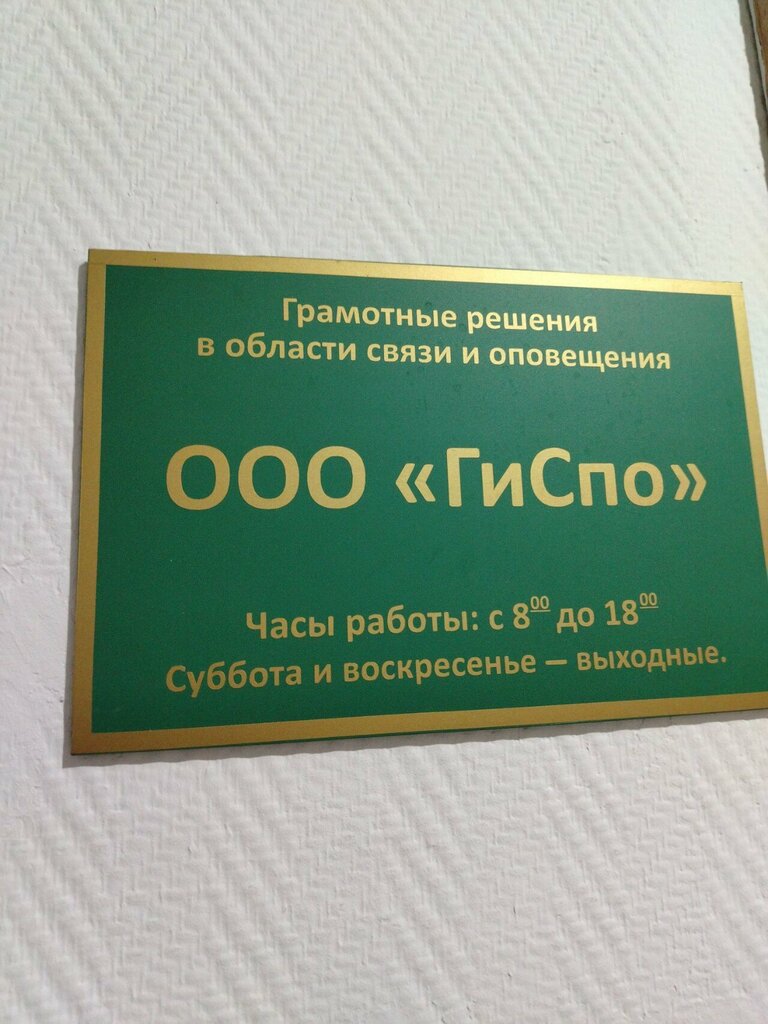 Грамотные решения
в области связи и оповещения
ООО «ГиСпо»
Часы работы: с 8⁰⁰ до 18⁰⁰
Суббота и воскресенье — выходные.